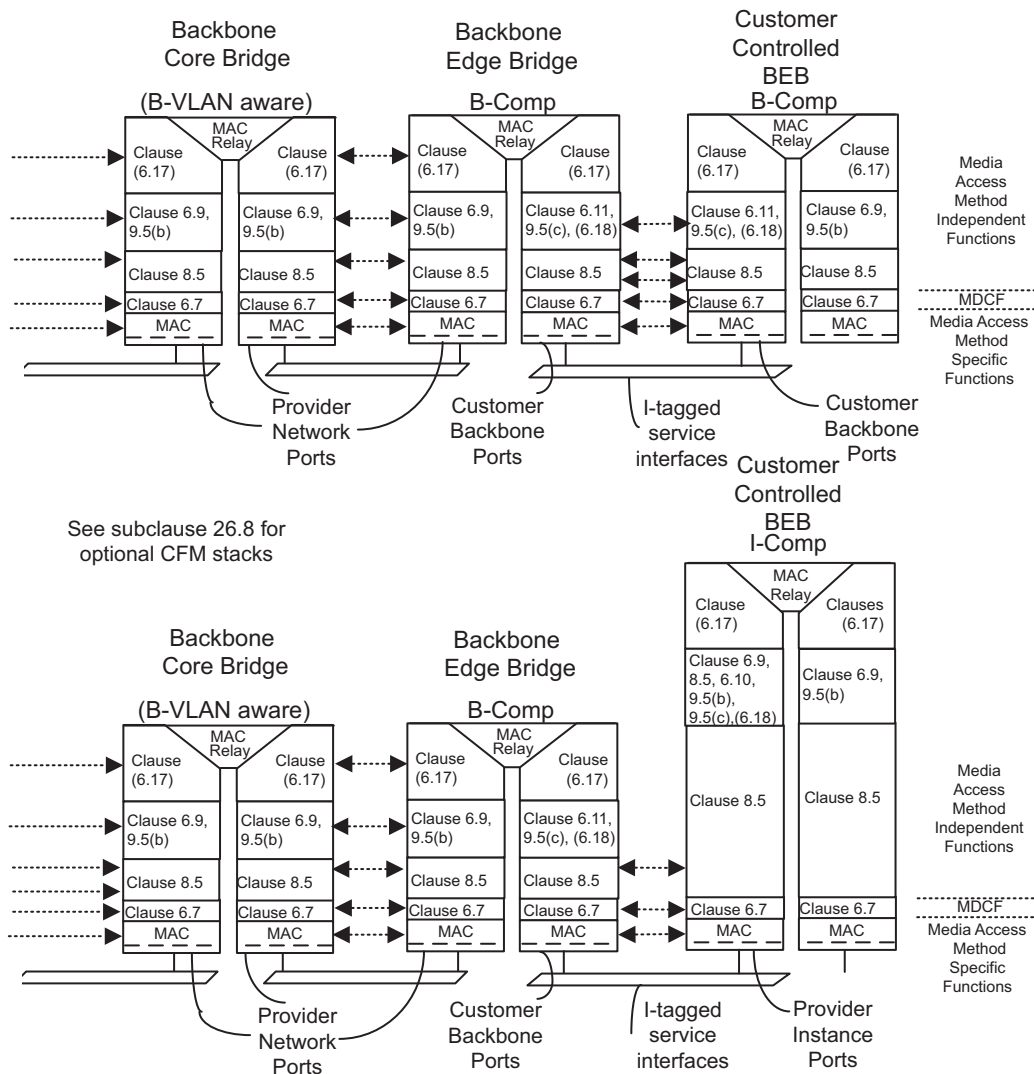 Backbone
Core Bridge
(B-VLAN aware)
Backbone
Edge Bridge
B-Comp
Customer
Controlled
BEB
B-Comp
MAC
Relay
Clause
(6.17)
Clause
(6.17)
Clause 6.9,
9.5(b)
Clause 6.9,
9.5(b)
Clause 8.5
Clause 8.5
Clause 6.7
Clause 6.7
MAC
MAC
MAC
Relay
Clause
(6.17)
Clause
(6.17)
Clause 6.9,
9.5(b)
Clause 6.11,
9.5(c), (6.18)
Clause 8.5
Clause 8.5
Clause 6.7
Clause 6.7
MAC
MAC
MAC
Relay
Clause
(6.17)
Clause
(6.17)
Clause 6.11,
9.5(c), (6.18)
Clause 6.9,
9.5(b)
Clause 8.5
Clause 8.5
Clause 6.7
Clause 6.7
MAC
MAC
Media
Access
Method
Independent
Functions
MDCF
Media Access
Method
Specific
Functions
Provider
Network
Ports
Customer
Backbone
Ports
I-tagged
service
interfaces
Customer
Backbone
Ports
See subclause 26.8 for
optional CFM stacks
Backbone
Core Bridge
(B-VLAN aware)
Backbone
Edge Bridge
B-Comp
Customer
Controlled
BEB
I-Comp
MAC
Relay
Clause
(6.17)
Clause
(6.17)
Clause 6.9,
9.5(b)
Clause 6.9,
9.5(b)
Clause 8.5
Clause 8.5
Clause 6.7
Clause 6.7
MAC
MAC
MAC
Relay
Clause
(6.17)
Clause
(6.17)
Clause 6.9,
9.5(b)
Clause 6.11,
9.5(c), (6.18)
Clause 8.5
Clause 8.5
Clause 6.7
Clause 6.7
MAC
MAC
MAC
Relay
Clause
(6.17)
Clauses
(6.17)
Clause 6.9,
8.5, 6.10,
9.5(b),
9.5(c),(6.18)
Clause 6.9,
9.5(b)
Clause 8.5
Clause 8.5
Clause 6.7
Clause 6.7
MAC
MAC
Media
Access
Method
Independent
Functions
MDCF
Media Access
Method
Specific
Functions
Provider
Network
Ports
Customer
Backbone
Ports
I-tagged
service
interfaces
Provider
Instance
Ports